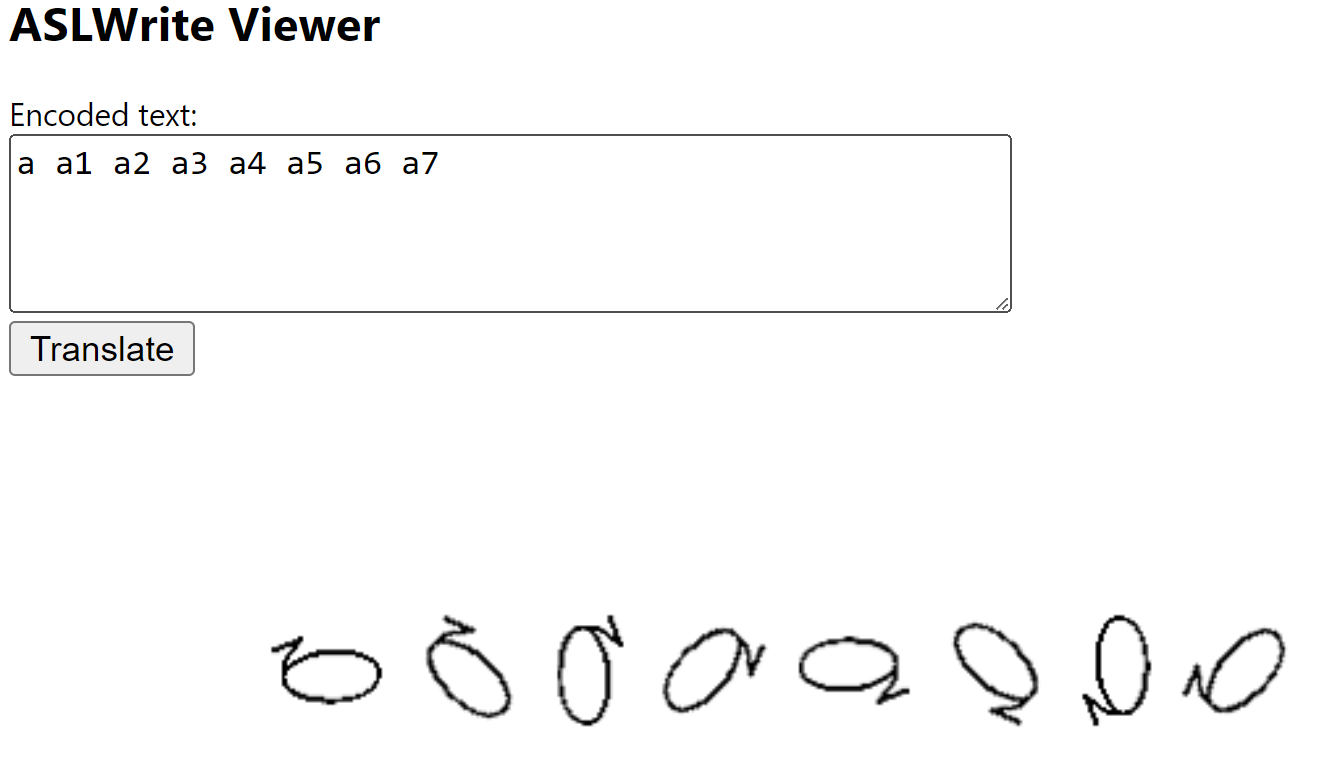 ASLWrite Viewer
Encoded text:
a a1 a2 a3 a4 a5 a6 a7
Translate